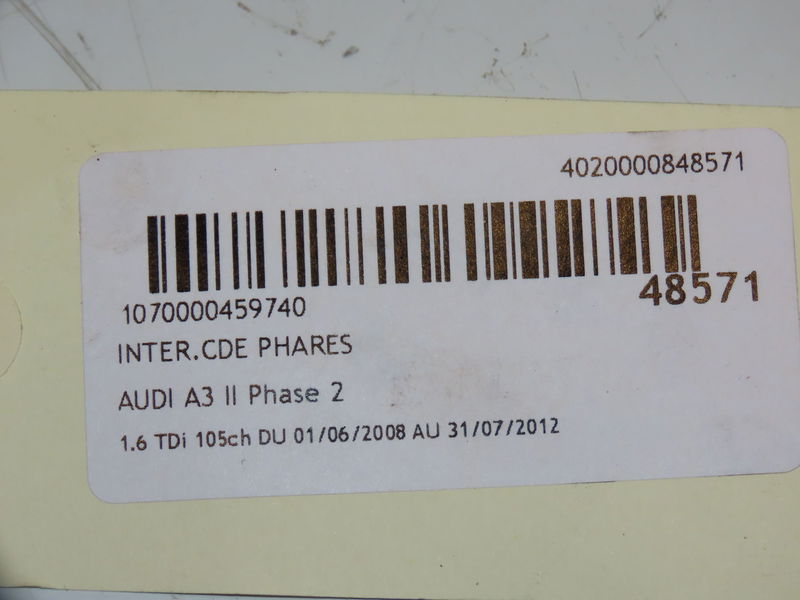 4020000848571
48571
1070000459740
INTER.CDE PHARES
AUDI A3 II Phase 2
1.6 TDi 105ch DU 01/06/2008 AU 31/07/2012